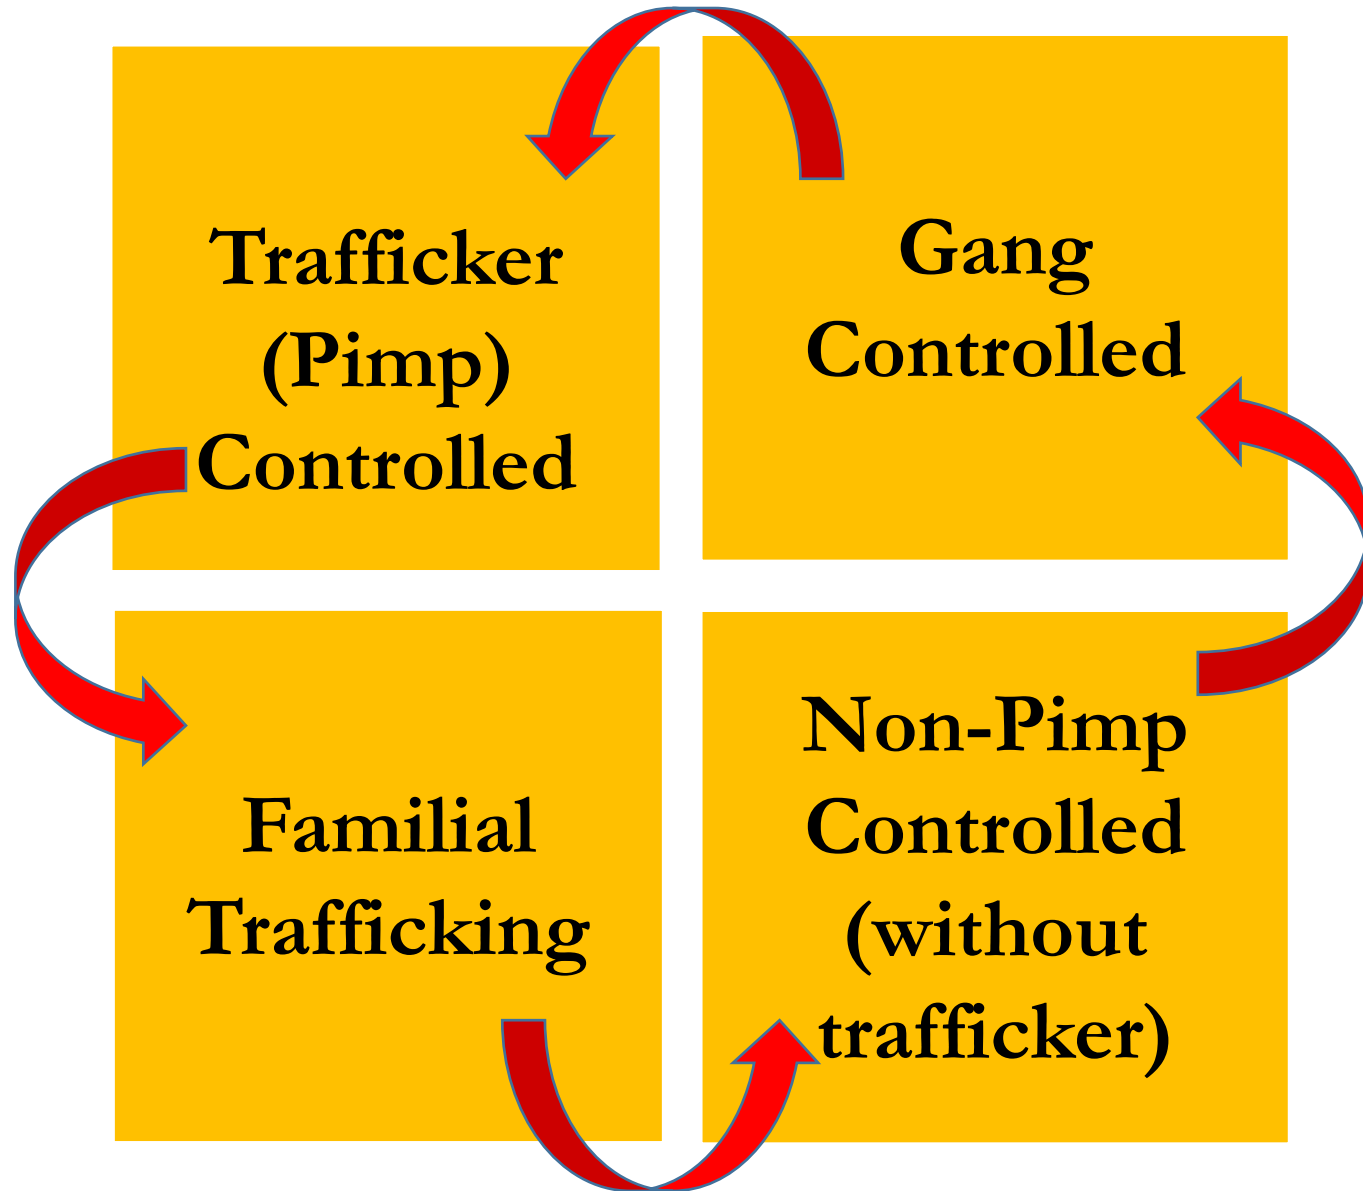 Trafficker
(Pimp)
Controlled
Gang
Controlled
Familial
Trafficking
Non-Pimp
Controlled
(without
trafficker)